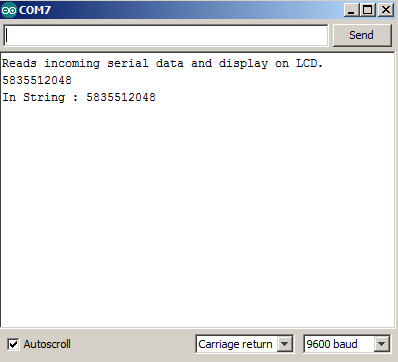 COM7
Send
Reads incoming serial data and display on LCD.
5835512048
In String : 5835512048
Autoscroll
Carriage return
9600 baud